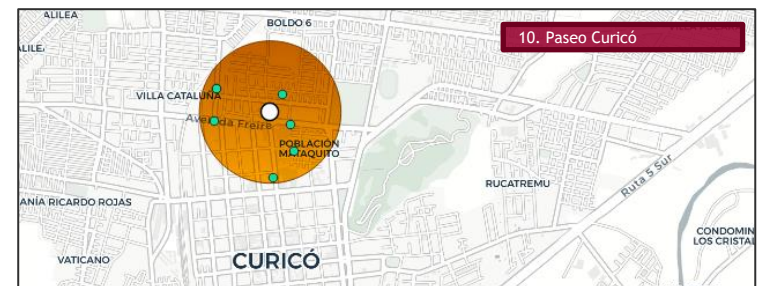 ALILEA
BOLDO 6
10. Paseo Curicó
VILLA CATALUÑA
Avenida Freire
POBLACIÓN
MATAQUITO
RUCATREMU
Ruta 5 Sur
ANÍA RICARDO ROJAS
CONDOMIN
LOS CRISTAL
VATICANO
CURICÓ